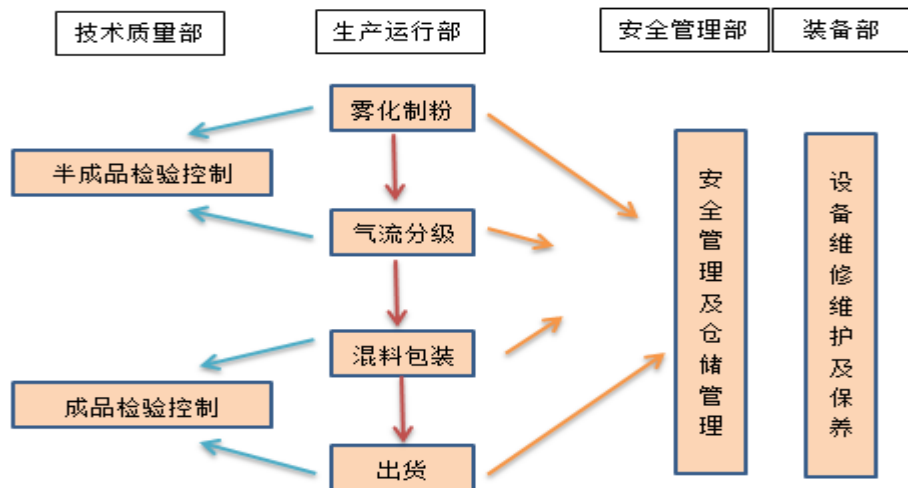 技术质量部
生产运行部
安全管理部
装备部
雾化制粉
半成品检验控制
气流分级
混料包装
成品检验控制
出货
安全管理及仓储管理
设备维修维护及保养